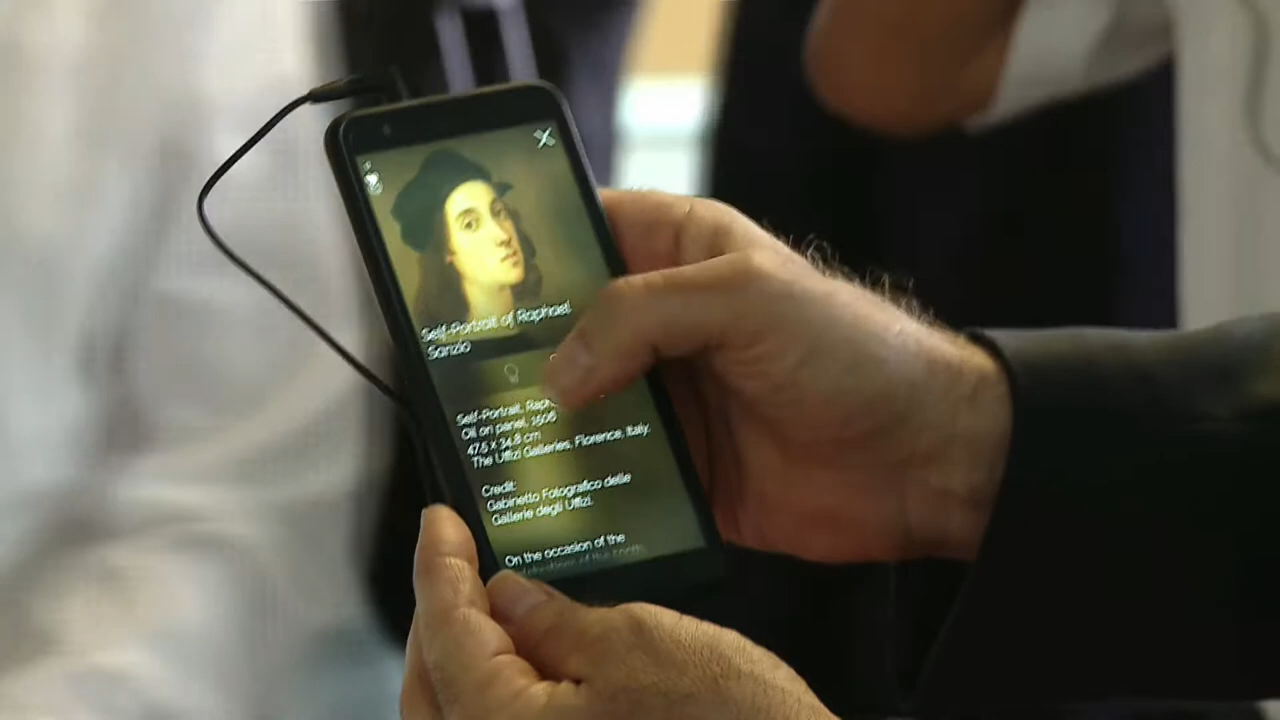 Self-Portrait of Raphael
Sanzio
Self-Portrait,
Oil on panel, 1506
47.5 x 34.8 cm
The Uffizi Galleries, Florence, Italy.
Credit:
Gabinetto Fotografico delle
Gallerie degli Uffizi.
On the occasion of the